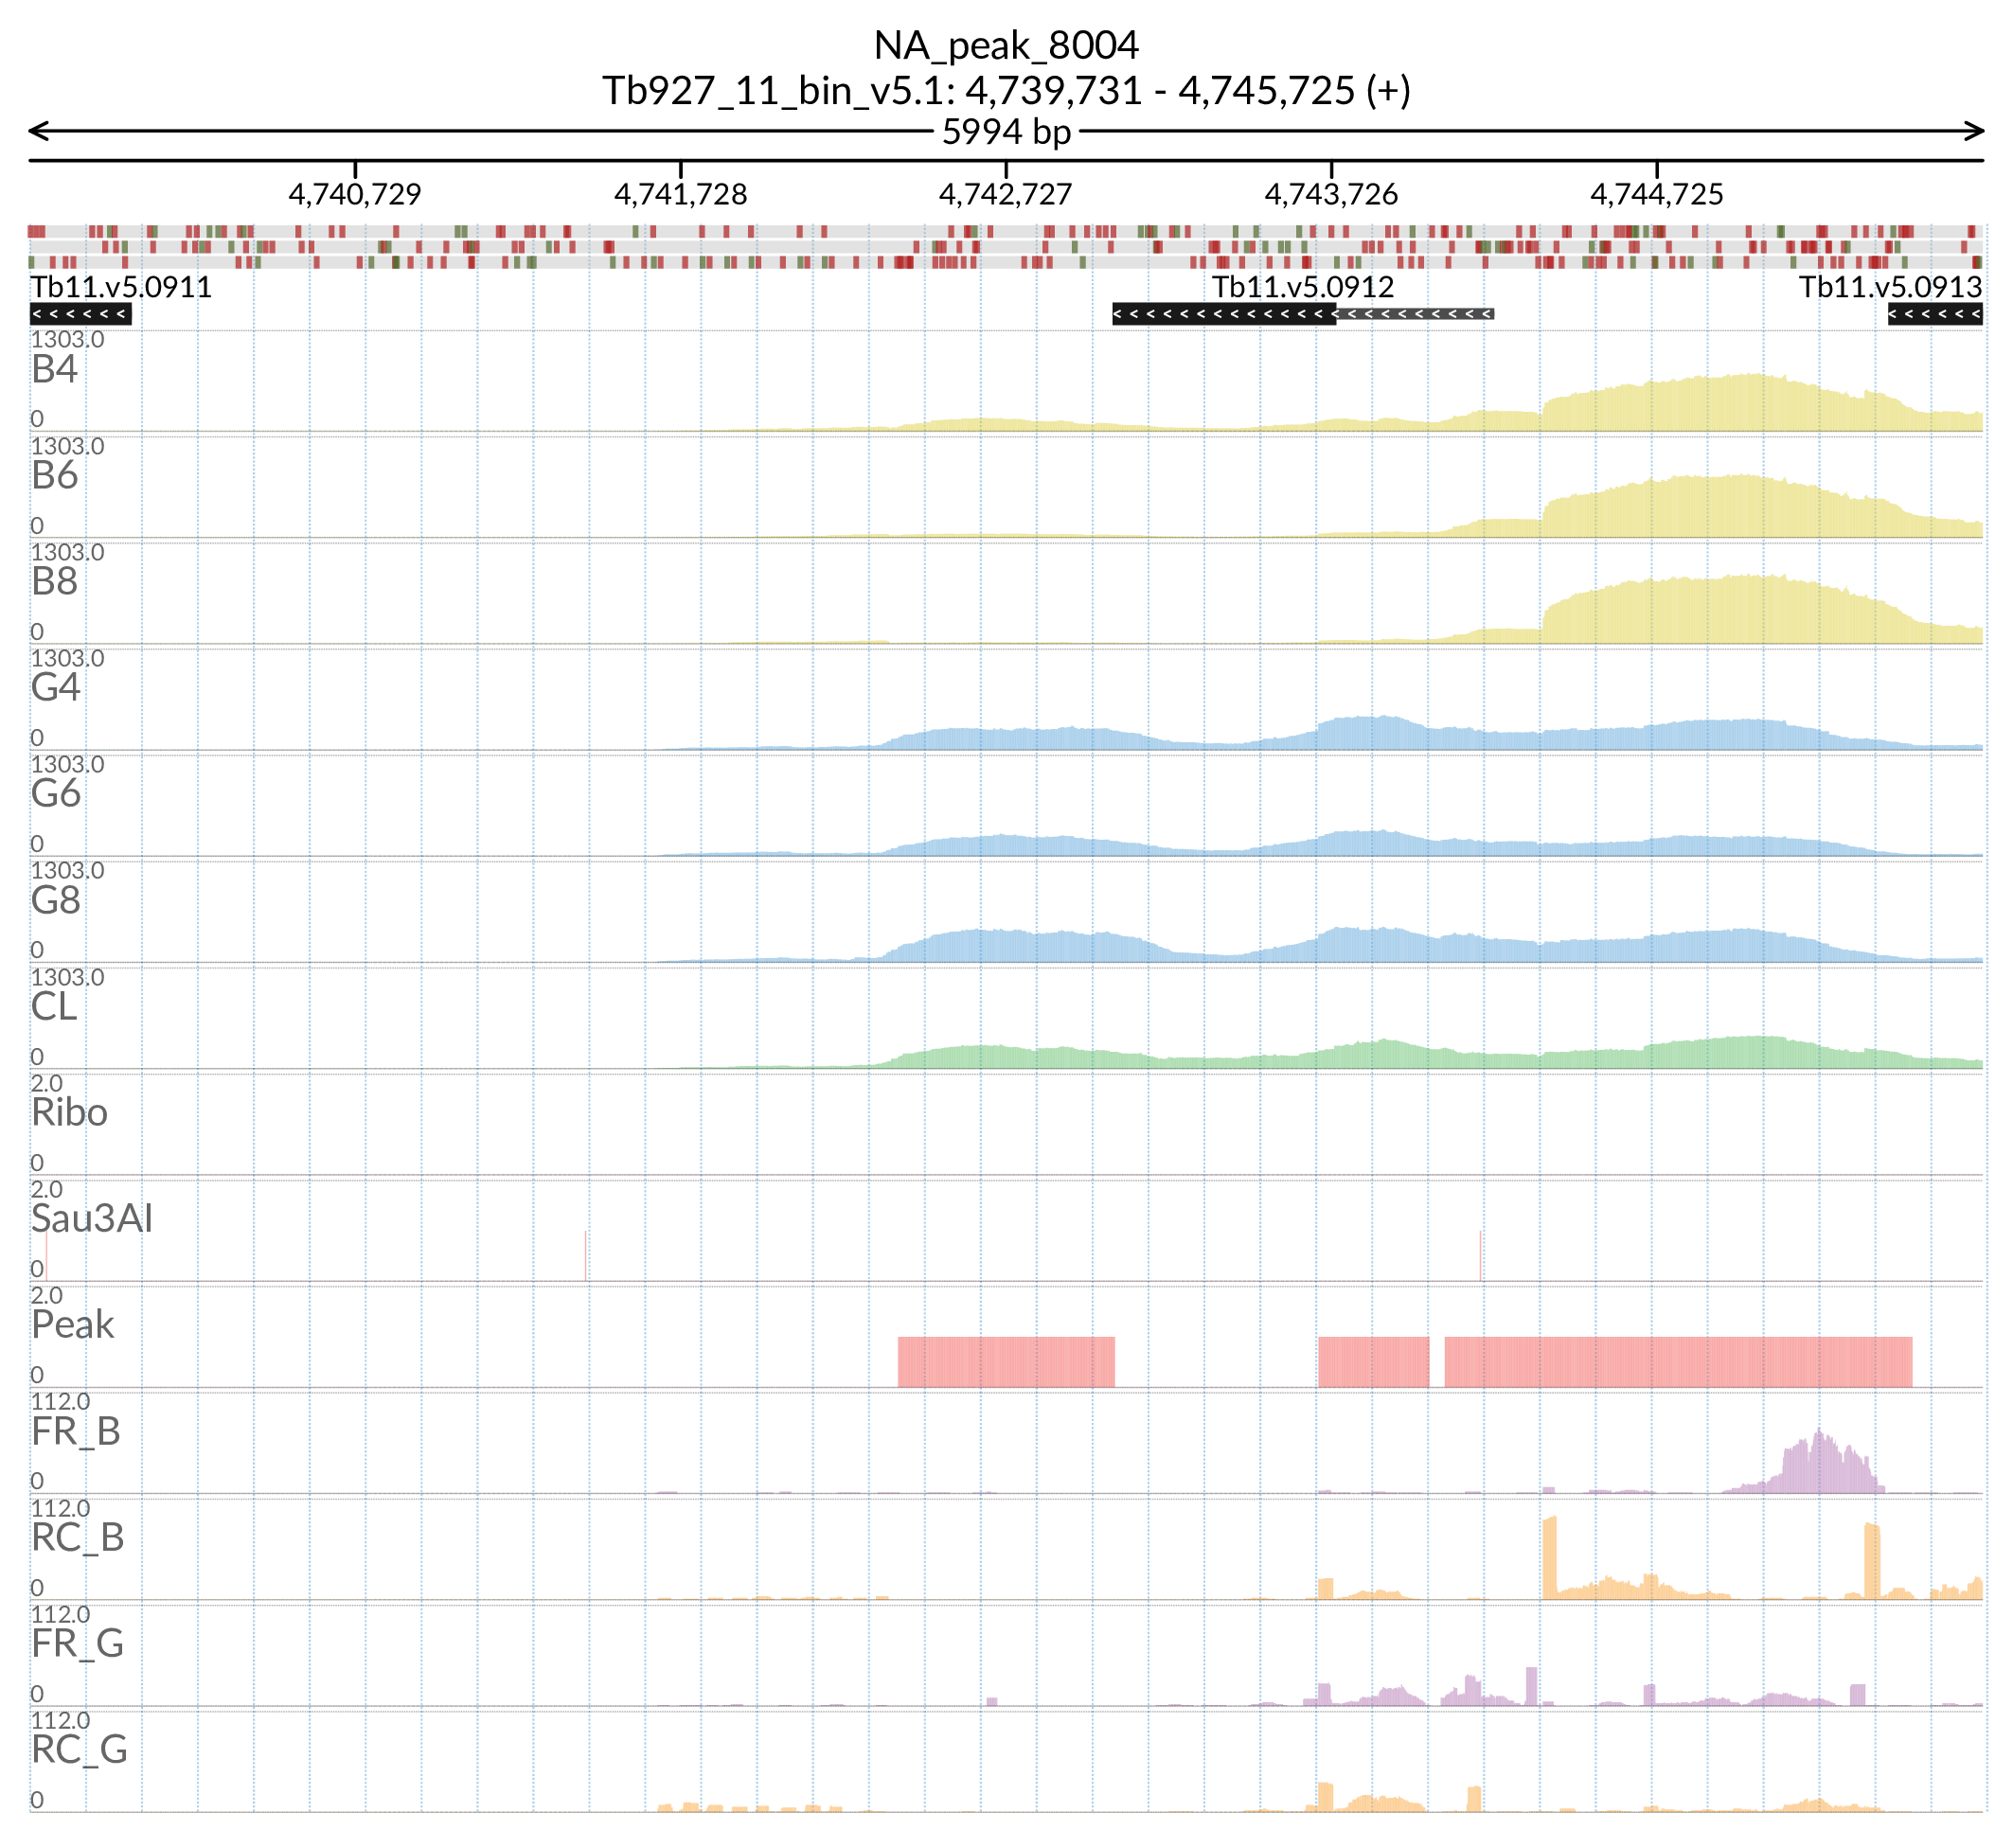 NA_peak_8004
Tb927_11_bin_v5.1: 4,739,731 - 4,745,725 (+)
5994 bp
4,740,729 4,741,728 4,742,727 4,743,726 4,744,725
Tb11.v5.0911 Tb11.v5.0912 Tb11.v5.0913
1303.0
B4
0
1303.0
B6
0
1303.0
B8
0
1303.0
G4
0
1303.0
G6
0
1303.0
G8
0
1303.0
CL
0
2.0
Ribo
0
2.0
Sau3AI
0
2.0
Peak
0
112.0
FR_B
0
112.0
RC_B
0
112.0
FR_G
0
112.0
RC_G
0